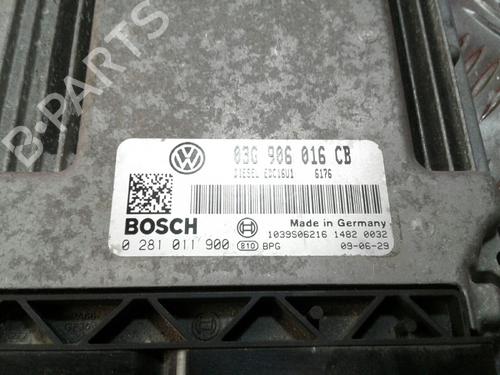 B-PARTS
03G 906 016 CB
DIESEL EDC16U1 6176
BOSCH
Made in Germany
1039S06216 1482 0032
0 281 011 900 810 BPG 09-06-29